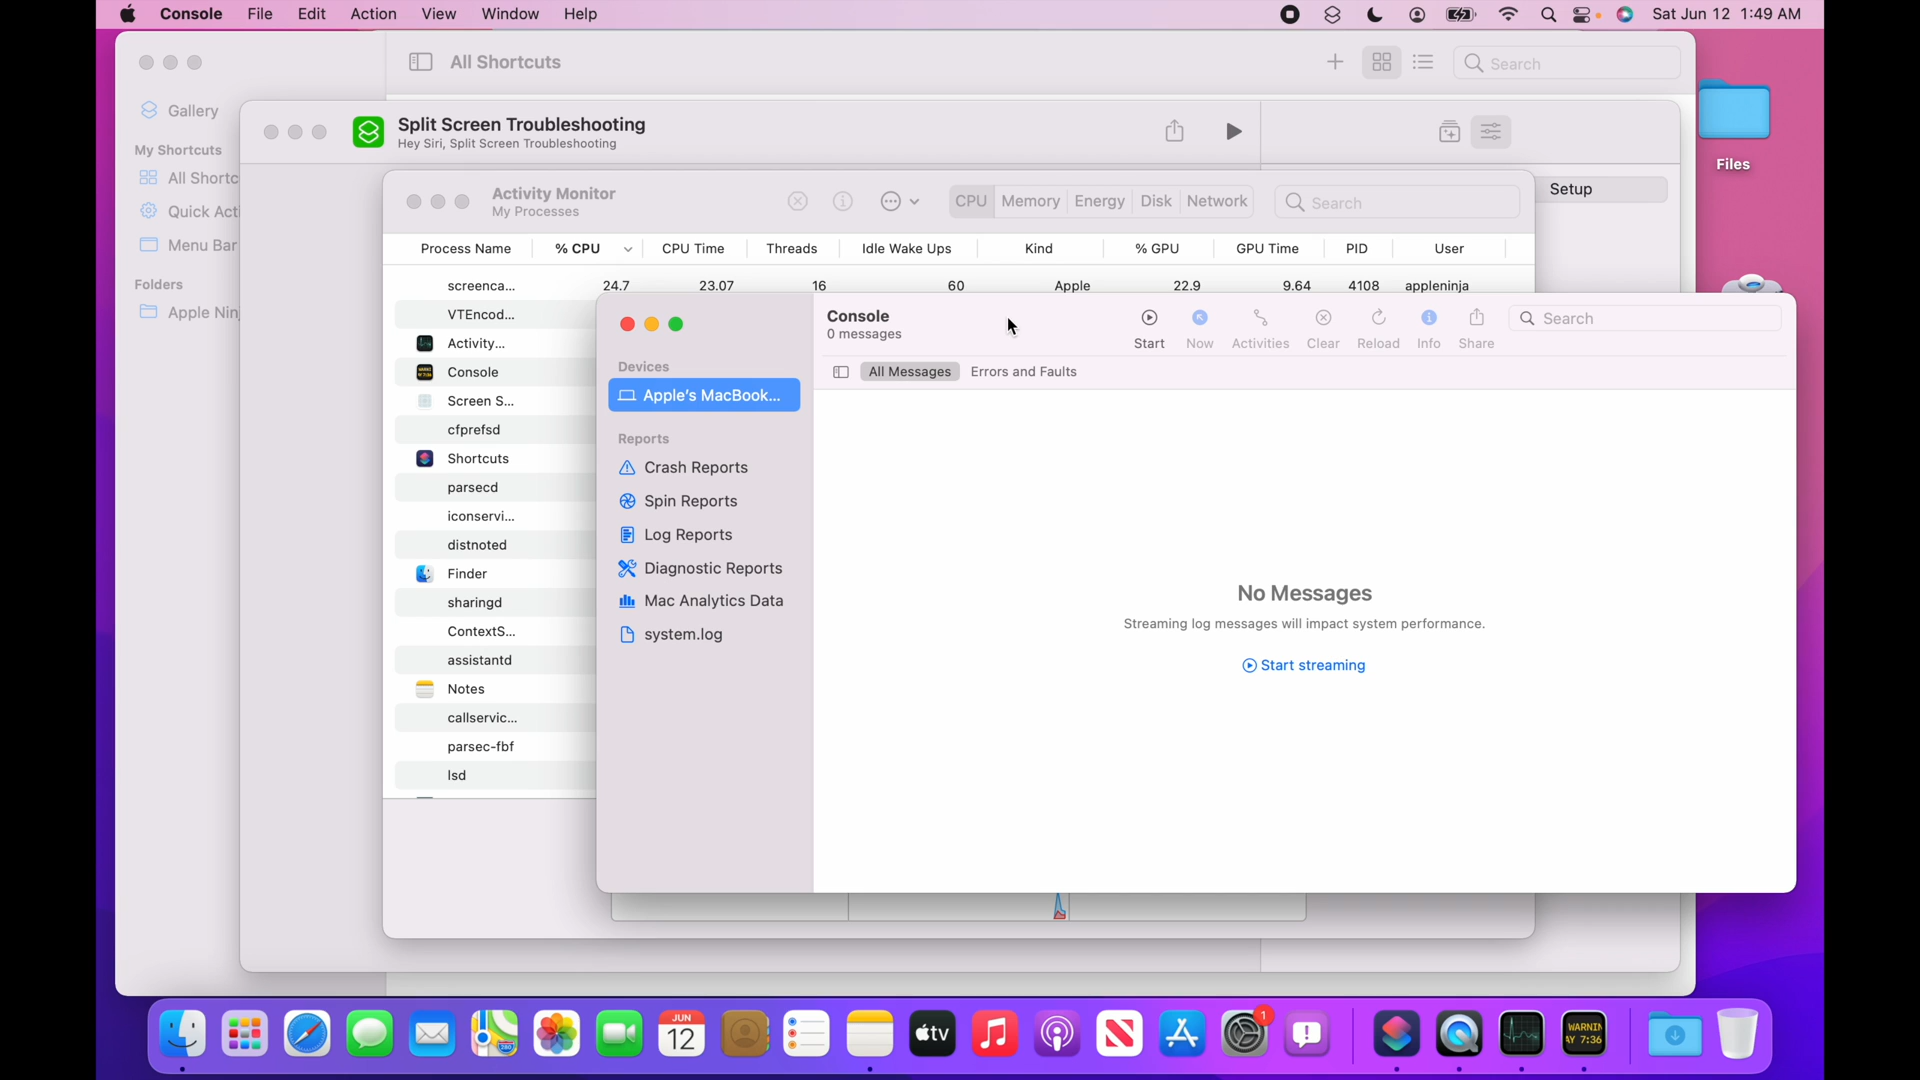 Console File Edit Action View Window Help Sat Jun 12 1:49 AM
All Shortcuts
Search
Gallery
My Shortcuts
All Shortc
Quick Acti
Menu Bar
Folders
Apple Nin
Split Screen Troubleshooting
Hey Siri, Split Screen Troubleshooting
Setup
Files
Activity Monitor
My Processes
CPU Memory Energy Disk Network
Search
Process Name % CPU CPU Time Threads Idle Wake Ups Kind % GPU GPU Time PID User
screenca... 24.7 23.07 16 60 Apple 22.9 9.64 4108 appleninja
VTEncod...
Activity...
Console
Screen S...
cfprefsd
Shortcuts
parsecd
iconservi...
distnoted
Finder
sharingd
ContextS...
assistantd
Notes
callservic...
parsec-fbf
lsd
Console
0 messages
Start Now Activities Clear Reload Info Share
Search
All Messages Errors and Faults
Devices
Apple's MacBook...
Reports
Crash Reports
Spin Reports
Log Reports
Diagnostic Reports
Mac Analytics Data
system.log
No Messages
Streaming log messages will impact system performance.
Start streaming
JUN
12
tv
1
WARNIN
AY 7:36